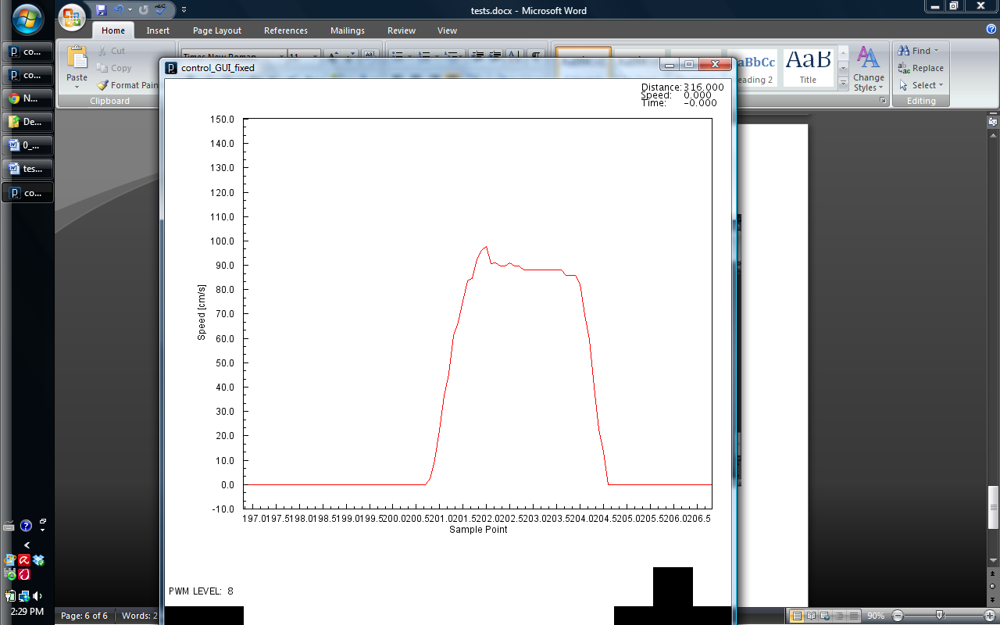 tests.docx - Microsoft Word
Home Insert Page Layout References Mailings Review View
co...
co...
N...
De...
0_...
tes...
co...
2:29 PM
Paste
Cut
Copy
Format Pain
Clipboard
Times New Roman 11
AaBbCc
eading 2
Title
Change
Styles
Find
Replace
Select
Editing
control_GUI_fixed
Distance: 316.000
Speed: 0.000
Time: -0.000
150.0
140.0
130.0
120.0
110.0
100.0
90.0
80.0
70.0
60.0
50.0
40.0
30.0
20.0
10.0
0.0
-10.0
Speed [cm/s]
197.0197.5198.0198.5199.0199.5200.0200.5201.0201.5202.0202.5203.0203.5204.0204.5205.0205.5206.0206.5
Sample Point
PWM LEVEL: 8
Page: 6 of 6 Words: 2
90%